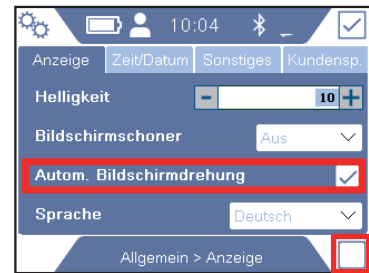 10:04
Anzeige Zeit/Datum Sonstiges Kundensp.
Helligkeit 10
Bildschirmschoner Aus
Autom. Bildschirmdrehung
Sprache Deutsch
Allgemein > Anzeige